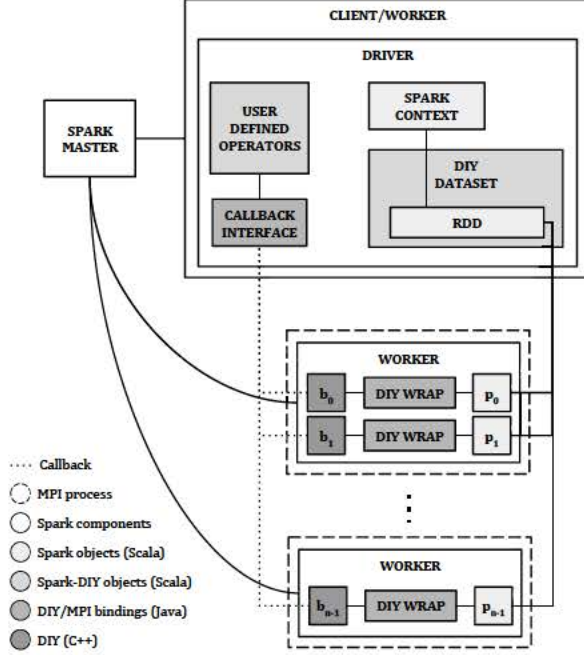 CLIENT/WORKER
DRIVER
SPARK
MASTER
USER
DEFINED
OPERATORS
SPARK
CONTEXT
DIY
DATASET
RDD
CALLBACK
INTERFACE
WORKER
b0 DIY WRAP p0
b1 DIY WRAP p1
WORKER
bn-1 DIY WRAP pn-1
Callback
MPI process
Spark components
Spark objects (Scala)
Spark-DIY objects (Scala)
DIY/MPI bindings (Java)
DIY (C++)